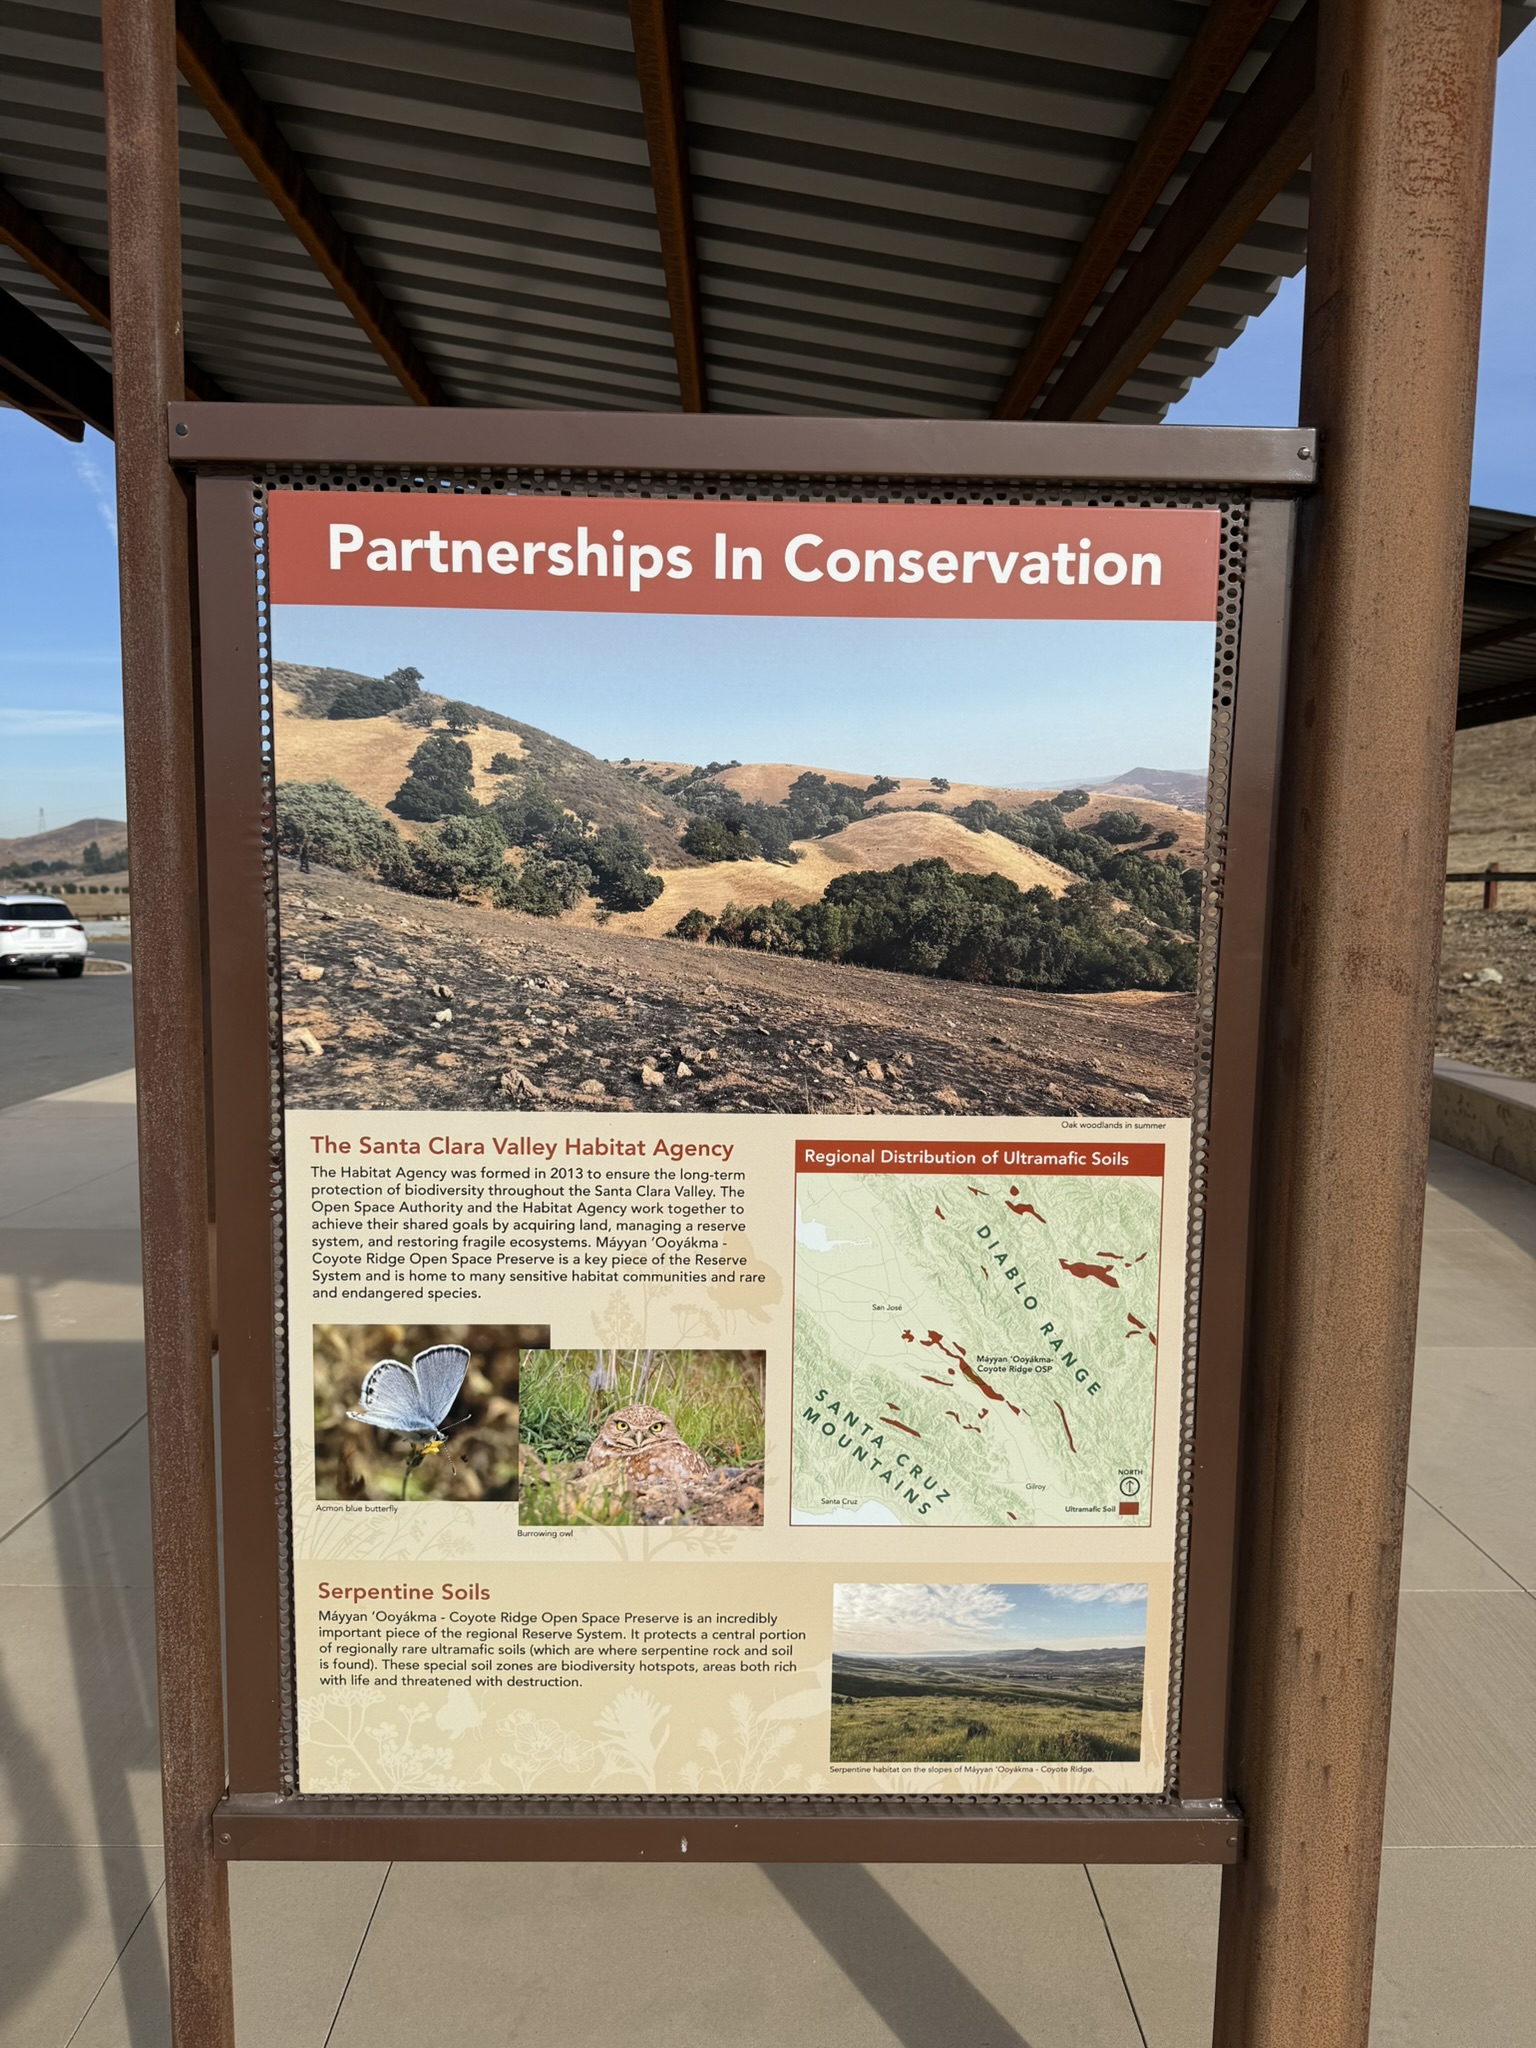 Partnerships In Conservation
Oak woodlands in summer
The Santa Clara Valley Habitat Agency
The Habitat Agency was formed in 2013 to ensure the long-term
protection of biodiversity throughout the Santa Clara Valley. The
Open Space Authority and the Habitat Agency work together to
achieve their shared goals by acquiring land, managing a reserve
system, and restoring fragile ecosystems. Máyyan ‘Ooyákma -
Coyote Ridge Open Space Preserve is a key piece of the Reserve
System and is home to many sensitive habitat communities and rare
and endangered species.
Acmon blue butterfly
Burrowing owl
Regional Distribution of Ultramafic Soils
DIABLO RANGE
San José
Máyyan ‘Ooyákma-
Coyote Ridge OSP
SANTA CRUZ
MOUNTAINS
Santa Cruz
Gilroy
NORTH
Ultramafic Soil
Serpentine Soils
Máyyan ‘Ooyákma - Coyote Ridge Open Space Preserve is an incredibly
important piece of the regional Reserve System. It protects a central portion
of regionally rare ultramafic soils (which are where serpentine rock and soil
is found). These special soil zones are biodiversity hotspots, areas both rich
with life and threatened with destruction.
Serpentine habitat on the slopes of Máyyan ‘Ooyákma - Coyote Ridge.